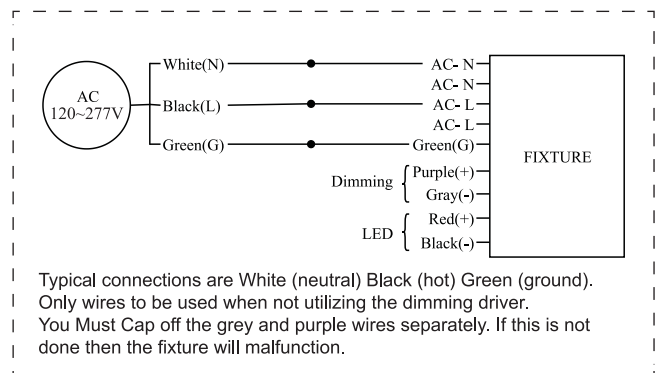 White(N)
AC- N
AC- N
AC
120~277V
Black(L)
AC- L
AC- L
Green(G)
Green(G)
FIXTURE
Dimming
Purple(+)
Gray(-)
LED
Red(+)
Black(-)
Typical connections are White (neutral) Black (hot) Green (ground).
Only wires to be used when not utilizing the dimming driver.
You Must Cap off the grey and purple wires separately. If this is not
done then the fixture will malfunction.